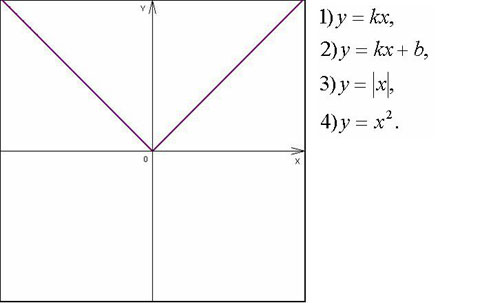 Y
0
X
1) y = kx,
2) y = kx + b,
3) y = |x|,
4) y = x².